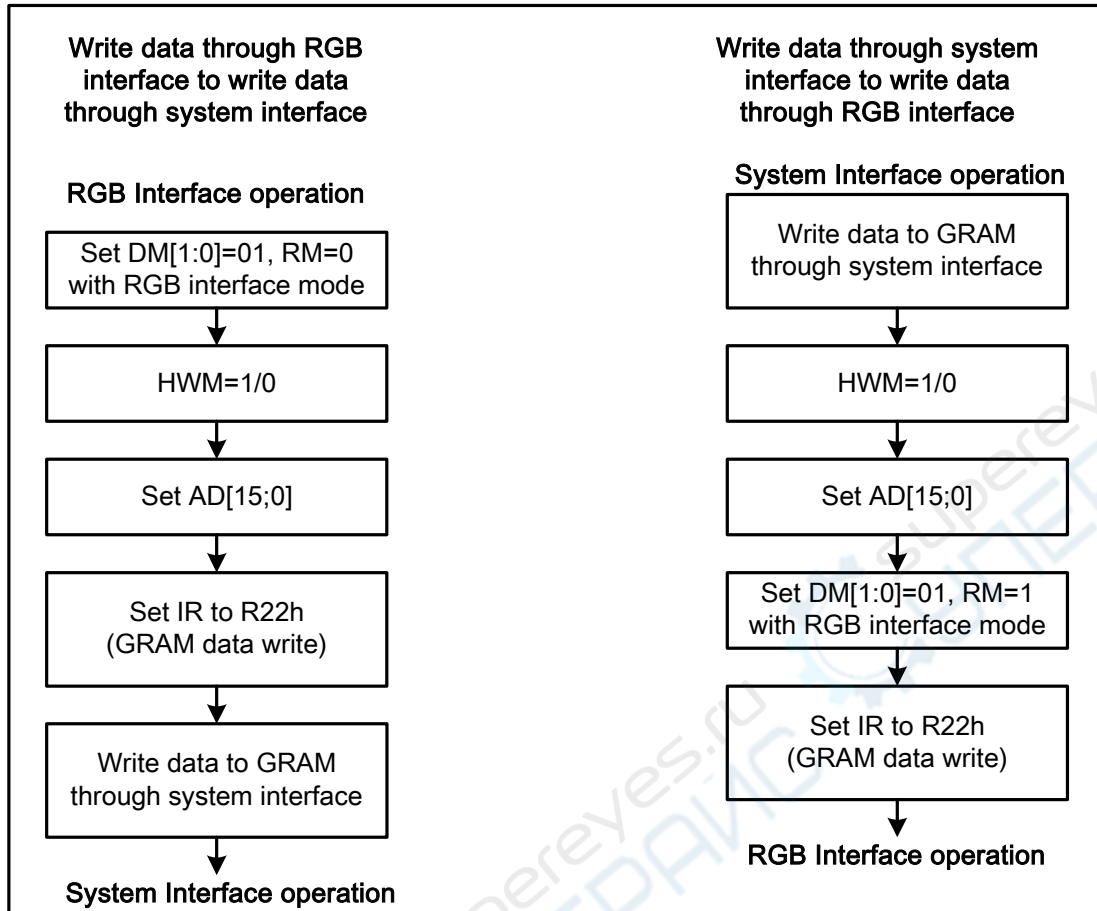 Write data through RGB
interface to write data
through system interface
RGB Interface operation
Set DM[1:0]=01, RM=0
with RGB interface mode
HWM=1/0
Set AD[15;0]
Set IR to R22h
(GRAM data write)
Write data to GRAM
through system interface
System Interface operation
Write data through system
interface to write data
through RGB interface
System Interface operation
Write data to GRAM
through system interface
HWM=1/0
Set AD[15;0]
Set DM[1:0]=01, RM=1
with RGB interface mode
Set IR to R22h
(GRAM data write)
RGB Interface operation